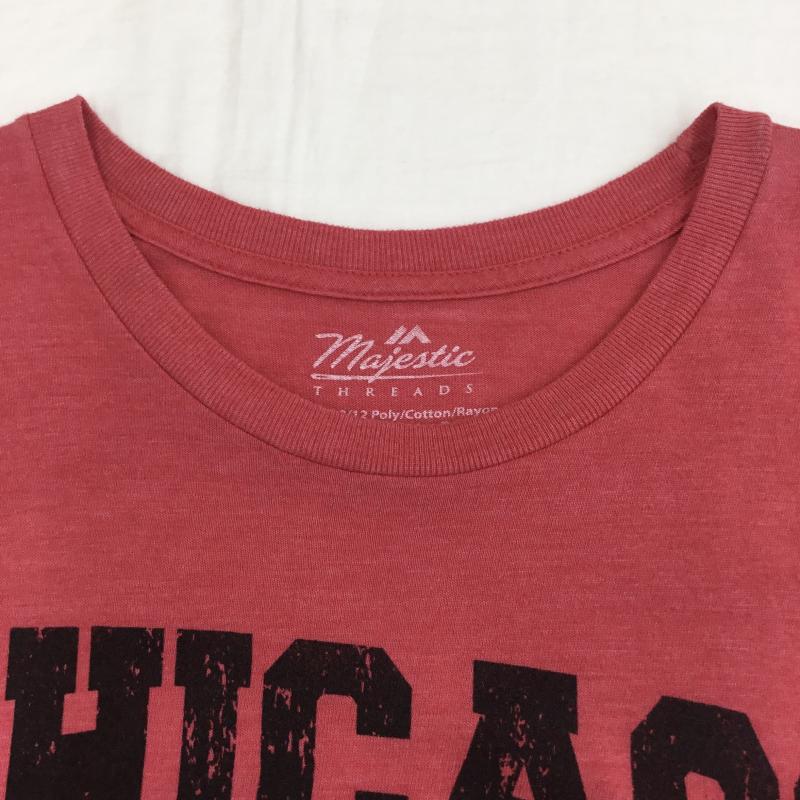 Majestic
THREADS
/12 Poly/Cotton/Rayon
HICAG